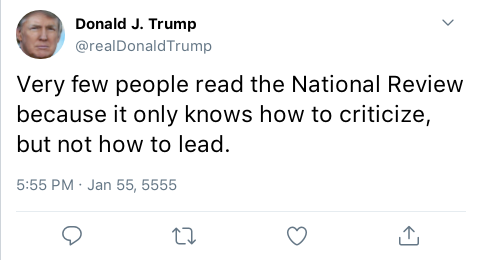 Donald J. Trump
@realDonaldTrump
Very few people read the National Review
because it only knows how to criticize,
but not how to lead.
5:55 PM · Jan 55, 5555